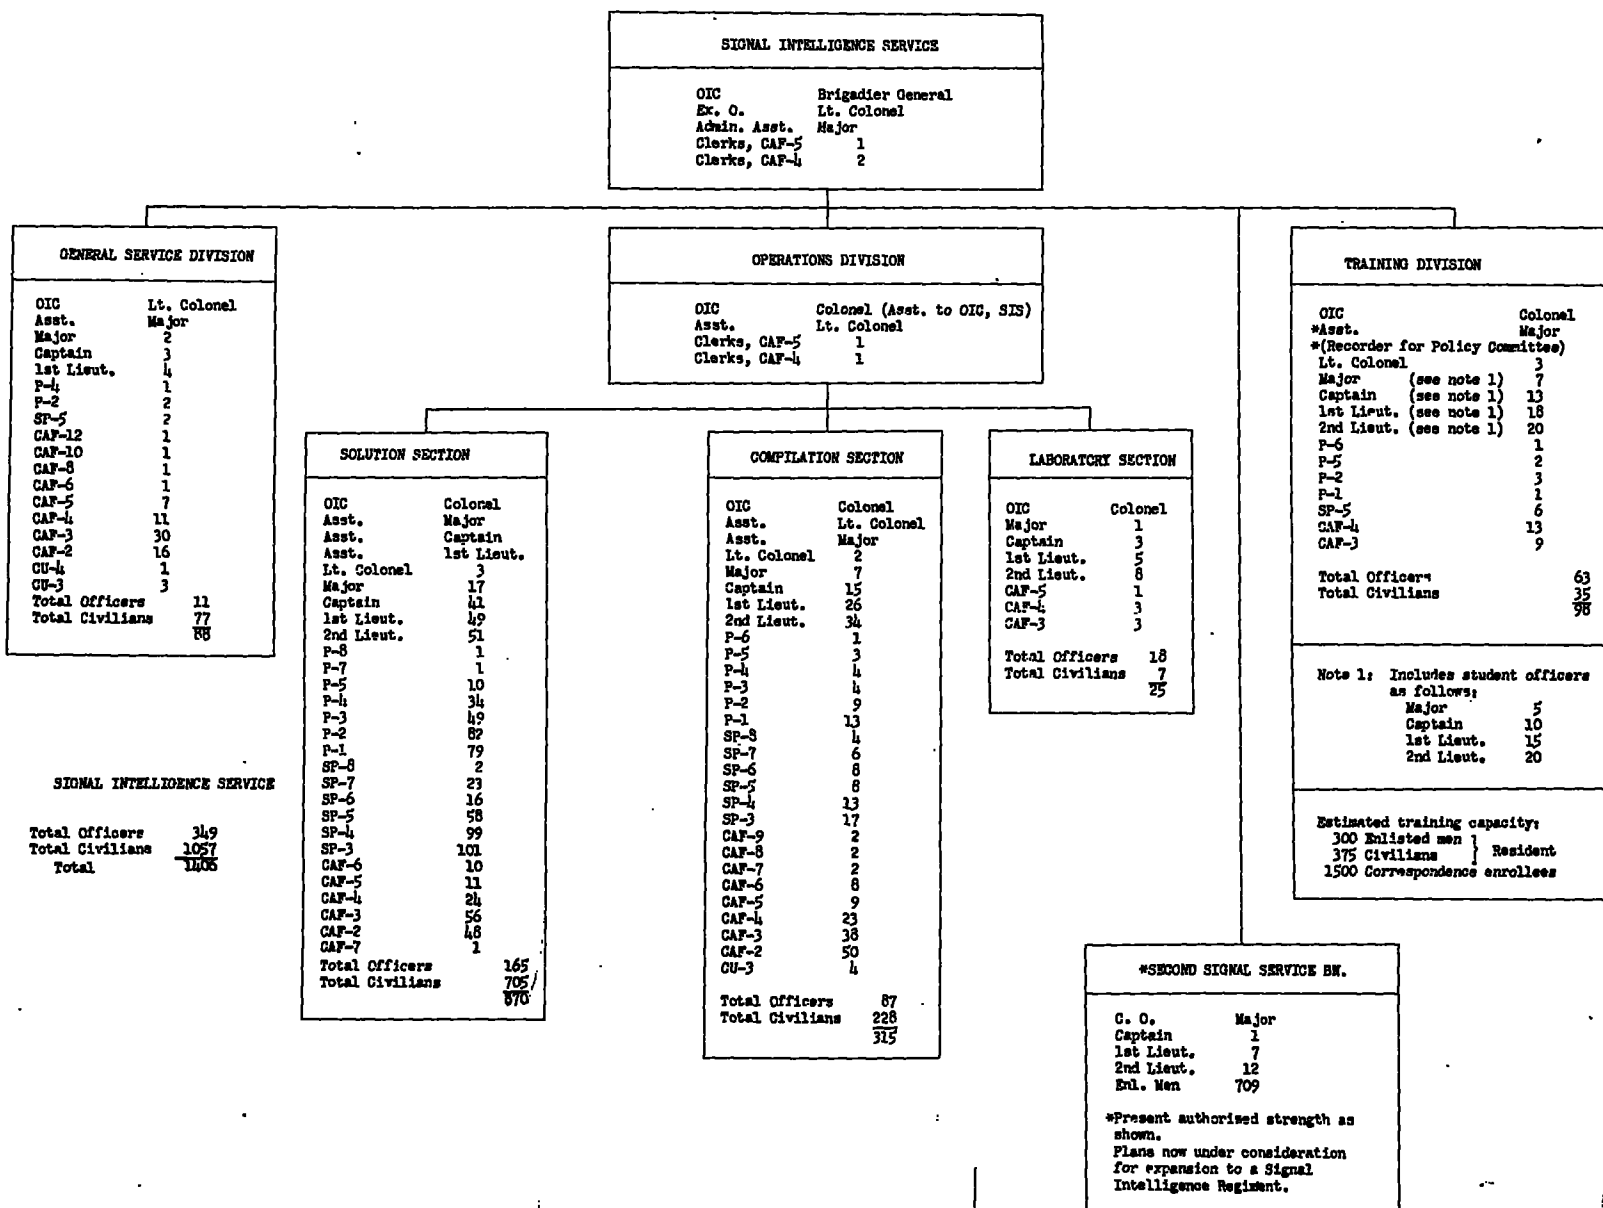 SIGNAL INTELLIGENCE SERVICE
OIC Brigadier General
Ex. O. Lt. Colonel
Admin. Asst. Major
Clerks, CAF-5 1
Clerks, CAF-4 2
GENERAL SERVICE DIVISION
OIC Lt. Colonel
Asst. Major
Major 2
Captain 3
1st Lieut. 4
P-4 1
P-2 2
SP-5 2
CAF-12 1
CAF-10 1
CAF-8 1
CAF-6 1
CAF-5 7
CAF-4 11
CAF-3 30
CAF-2 16
CU-4 1
CU-3 3
Total Officers 11
Total Civilians 77
88
OPERATIONS DIVISION
OIC Colonel (Asst. to OIC, SIS)
Asst. Lt. Colonel
Clerks, CAF-5 1
Clerks, CAF-4 1
TRAINING DIVISION
OIC Colonel
*Asst. Major
*(Recorder for Policy Committee)
Lt. Colonel 3
Major (see note 1) 7
Captain (see note 1) 13
1st Lieut. (see note 1) 18
2nd Lieut. (see note 1) 20
P-6 1
P-5 2
P-2 3
P-1 1
SP-5 6
CAF-4 13
CAF-3 9
Total Officers 63
Total Civilians 35
98
Note 1: Includes student officers
as follows:
Major 5
Captain 10
1st Lieut. 15
2nd Lieut. 20
Estimated training capacity:
300 Enlisted men
375 Civilians } Resident
1500 Correspondence enrollees
SOLUTION SECTION
OIC Colonel
Asst. Major
Asst. Captain
Asst. 1st Lieut.
Lt. Colonel 3
Major 17
Captain 41
1st Lieut. 49
2nd Lieut. 51
P-8 1
P-7 1
P-5 10
P-4 34
P-3 49
P-2 82
P-1 79
SP-8 2
SP-7 23
SP-6 16
SP-5 58
SP-4 99
SP-3 101
CAF-6 10
CAF-5 11
CAF-4 24
CAF-3 56
CAF-2 48
CAF-7 1
Total Officers 165
Total Civilians 705
870
COMPILATION SECTION
OIC Colonel
Asst. Lt. Colonel
Asst. Major
Lt. Colonel 2
Major 7
Captain 15
1st Lieut. 26
2nd Lieut. 34
P-6 1
P-5 3
P-4 4
P-3 4
P-2 9
P-1 13
SP-8 4
SP-7 6
SP-6 8
SP-5 8
SP-4 13
SP-3 17
CAF-9 2
CAF-8 2
CAF-7 2
CAF-6 8
CAF-5 9
CAF-4 23
CAF-3 38
CAF-2 50
CU-3 4
Total Officers 87
Total Civilians 228
315
LABORATORY SECTION
OIC Colonel
Major 1
Captain 3
1st Lieut. 5
2nd Lieut. 8
CAF-5 1
CAF-4 3
CAF-3 3
Total Officers 18
Total Civilians 7
25
SIGNAL INTELLIGENCE SERVICE
Total Officers 349
Total Civilians 1057
Total 1406
*SECOND SIGNAL SERVICE BN.
C. O. Major
Captain 1
1st Lieut. 7
2nd Lieut. 12
Enl. Men 709
*Present authorized strength as
shown.
Plans now under consideration
for expansion to a Signal
Intelligence Regiment.